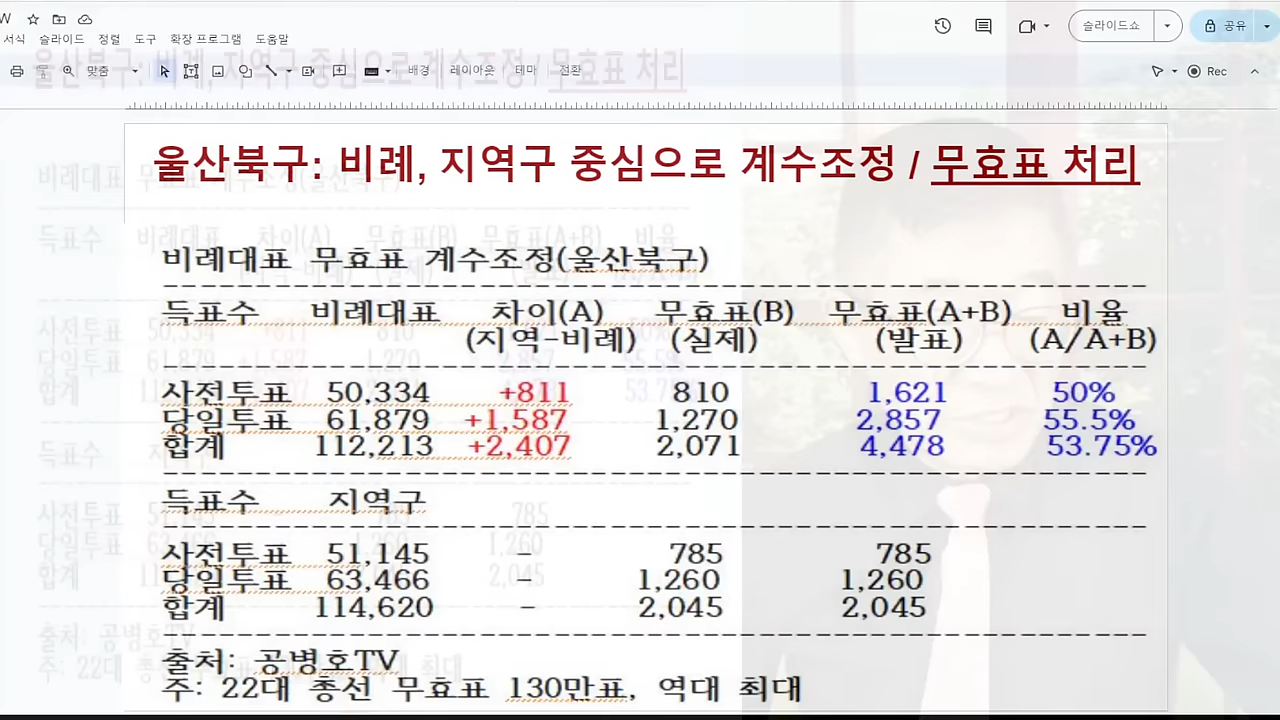 서식 슬라이드 정렬 도구 확장 프로그램 도움말
슬라이드쇼
공유
맞춤
배경 레이아웃 테마 전환
Rec
울산북구: 비례, 지역구 중심으로 계수조정 / 무효표 처리
비례대표 무효표 계수조정(울산북구)
득표수 비례대표 차이(A) 무효표(B) 무효표(A+B) 비율
(지역-비례) (실제) (발표) (A/A+B)
사전투표 50,334 +811 810 1,621 50%
당일투표 61,879 +1,587 1,270 2,857 55.5%
합계 112,213 +2,407 2,071 4,478 53.75%
득표수 지역구
사전투표 51,145 - 785 785
당일투표 63,466 - 1,260 1,260
합계 114,620 - 2,045 2,045
출처: 공병호TV
주: 22대 총선 무효표 130만표, 역대 최대